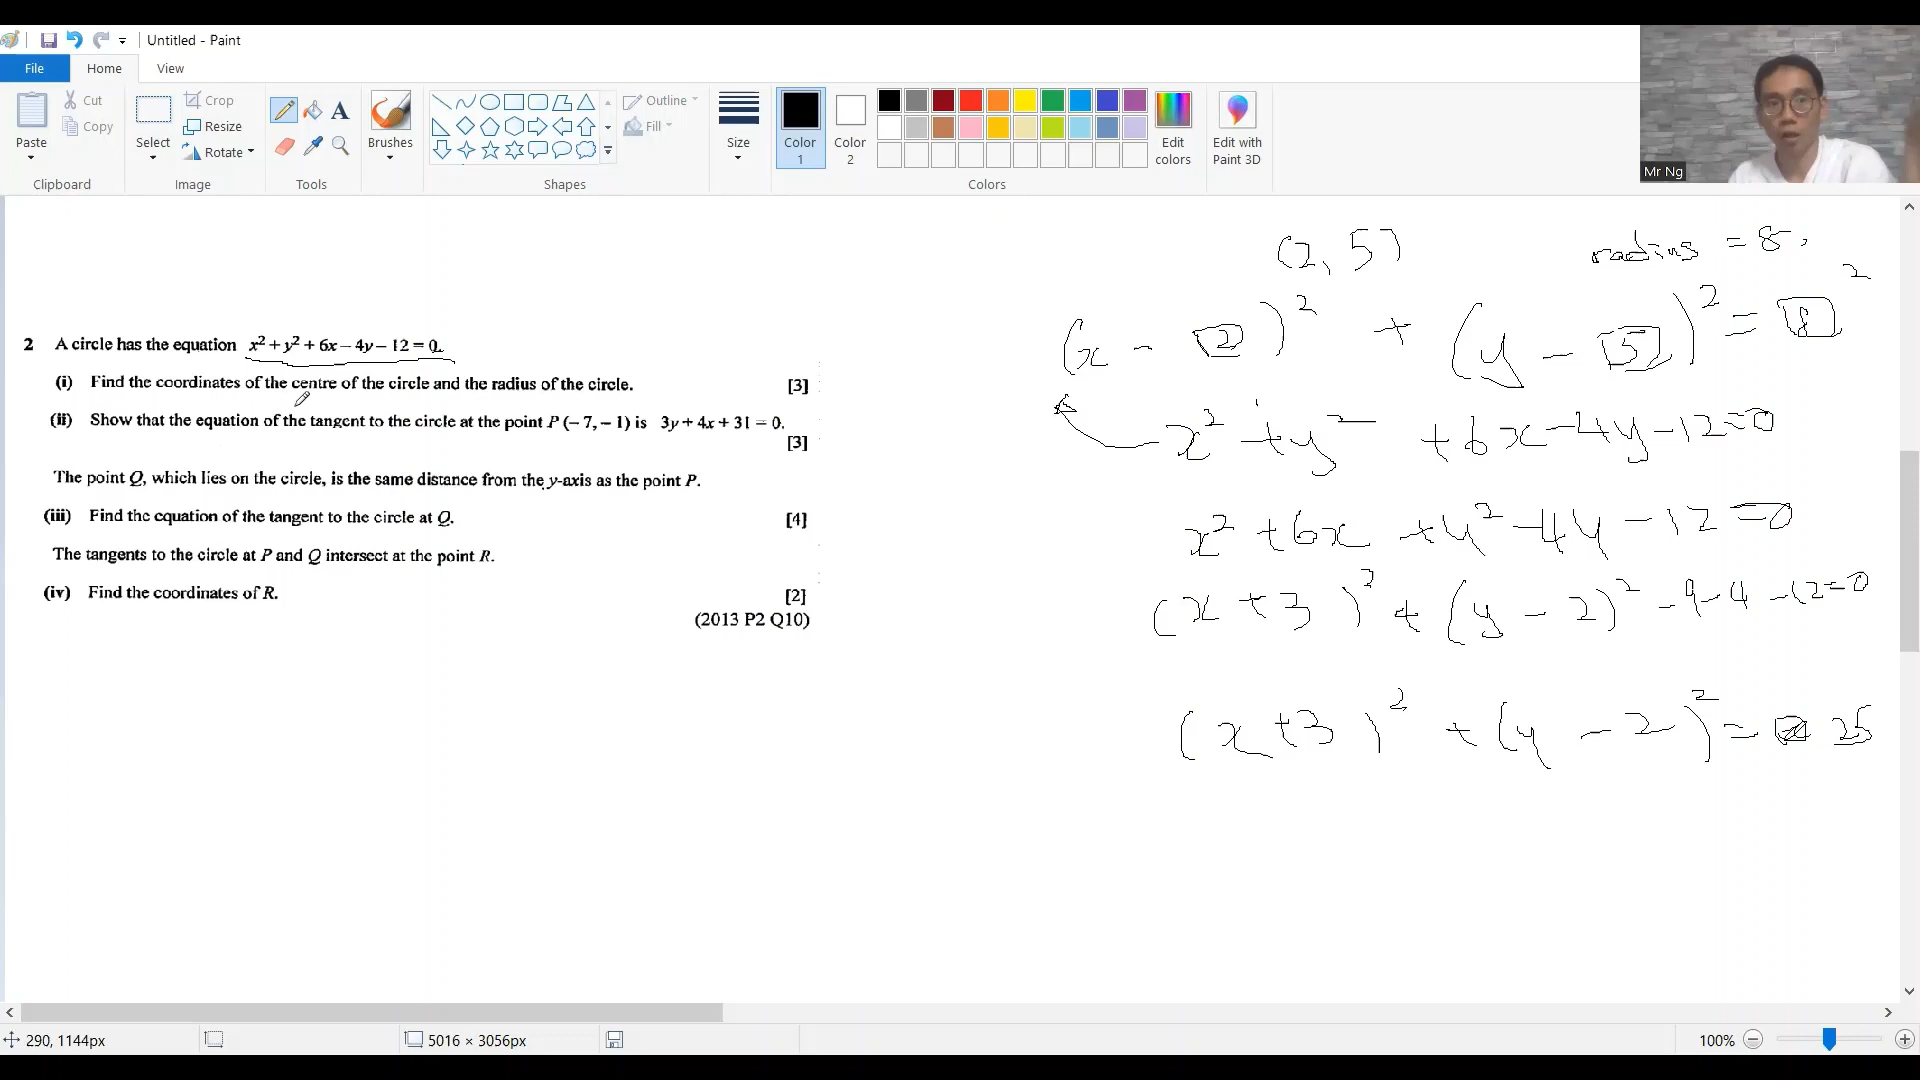 Untitled - Paint
File Home View
Cut
Copy
Paste
Clipboard
Crop
Resize
Rotate
Select
Image
Tools
Brushes
Outline
Fill
Shapes
Size
Color 1
Color 2
Edit colors
Edit with Paint 3D
Colors
Mr Ng
(2, 5) radius = 8
(x - 2)² + (y - 5)² = 8²
x² + y² + 6x - 4y - 12 = 0
x² + 6x + y² - 4y - 12 = 0
(x + 3)² + (y - 2)² - 9 - 4 - 12 = 0
(x + 3)² + (y - 2)² = 25
2 A circle has the equation x² + y² + 6x – 4y – 12 = 0.
(i) Find the coordinates of the centre of the circle and the radius of the circle. [3]
(ii) Show that the equation of the tangent to the circle at the point P (– 7, – 1) is 3y + 4x + 31 = 0.
[3]
The point Q, which lies on the circle, is the same distance from the y-axis as the point P.
(iii) Find the equation of the tangent to the circle at Q. [4]
The tangents to the circle at P and Q intersect at the point R.
(iv) Find the coordinates of R. [2]
(2013 P2 Q10)
290, 1144px
5016 × 3056px
100%